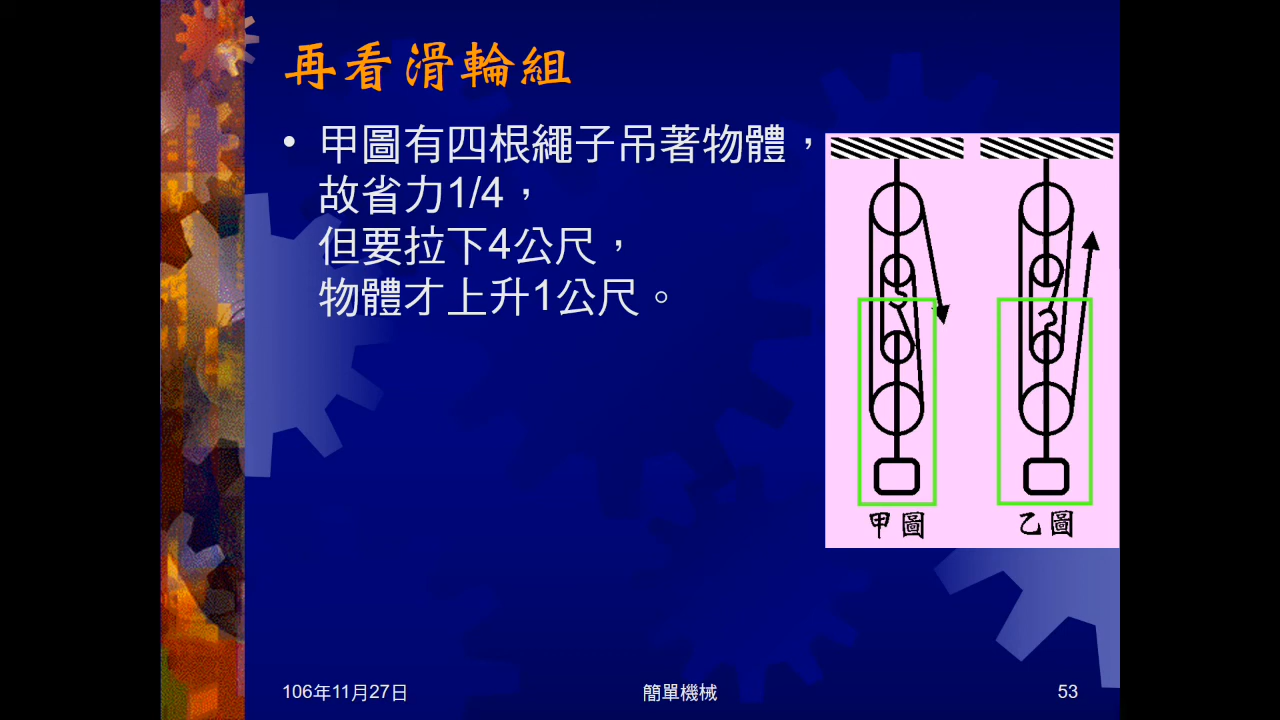 再看滑輪組
• 甲圖有四根繩子吊著物體，
故省力1/4，
但要拉下4公尺，
物體才上升1公尺。
甲圖
乙圖
106年11月27日
簡單機械
53